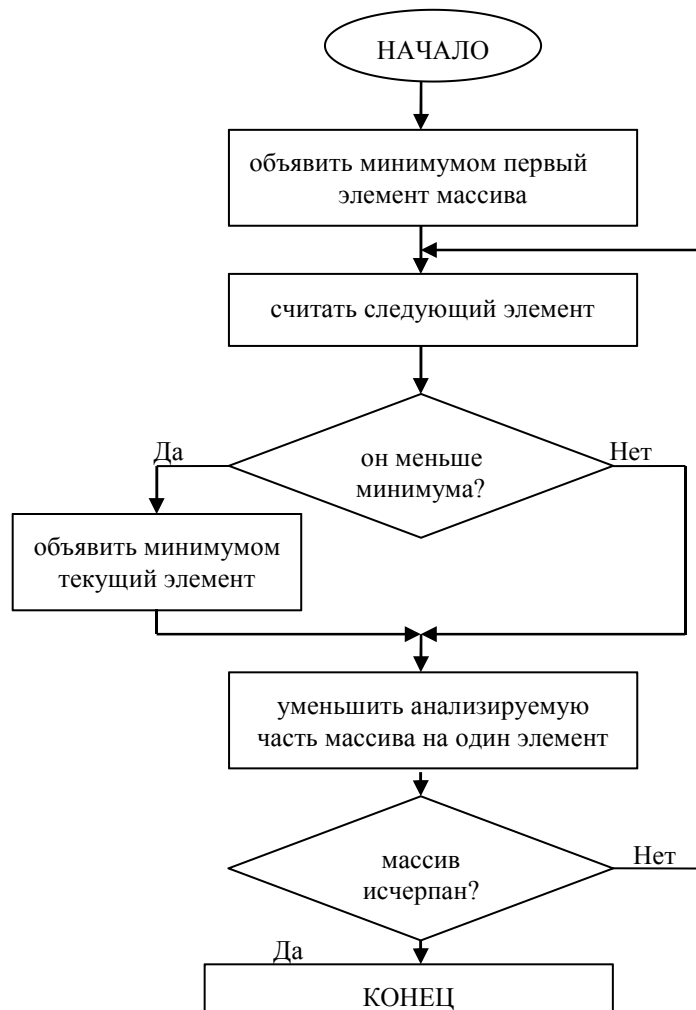 НАЧАЛО
объявить минимумом первый
элемент массива
считать следующий элемент
Да
Нет
он меньше
минимума?
объявить минимумом
текущий элемент
уменьшить анализируемую
часть массива на один элемент
Нет
массив
исчерпан?
Да
КОНЕЦ